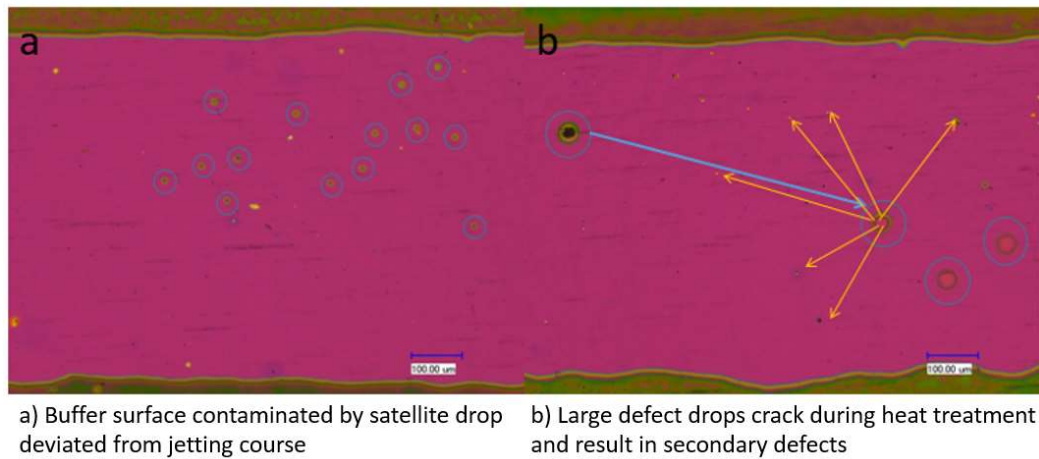 a
b
100.00 um
100.00 um
a) Buffer surface contaminated by satellite drop
deviated from jetting course
b) Large defect drops crack during heat treatment
and result in secondary defects